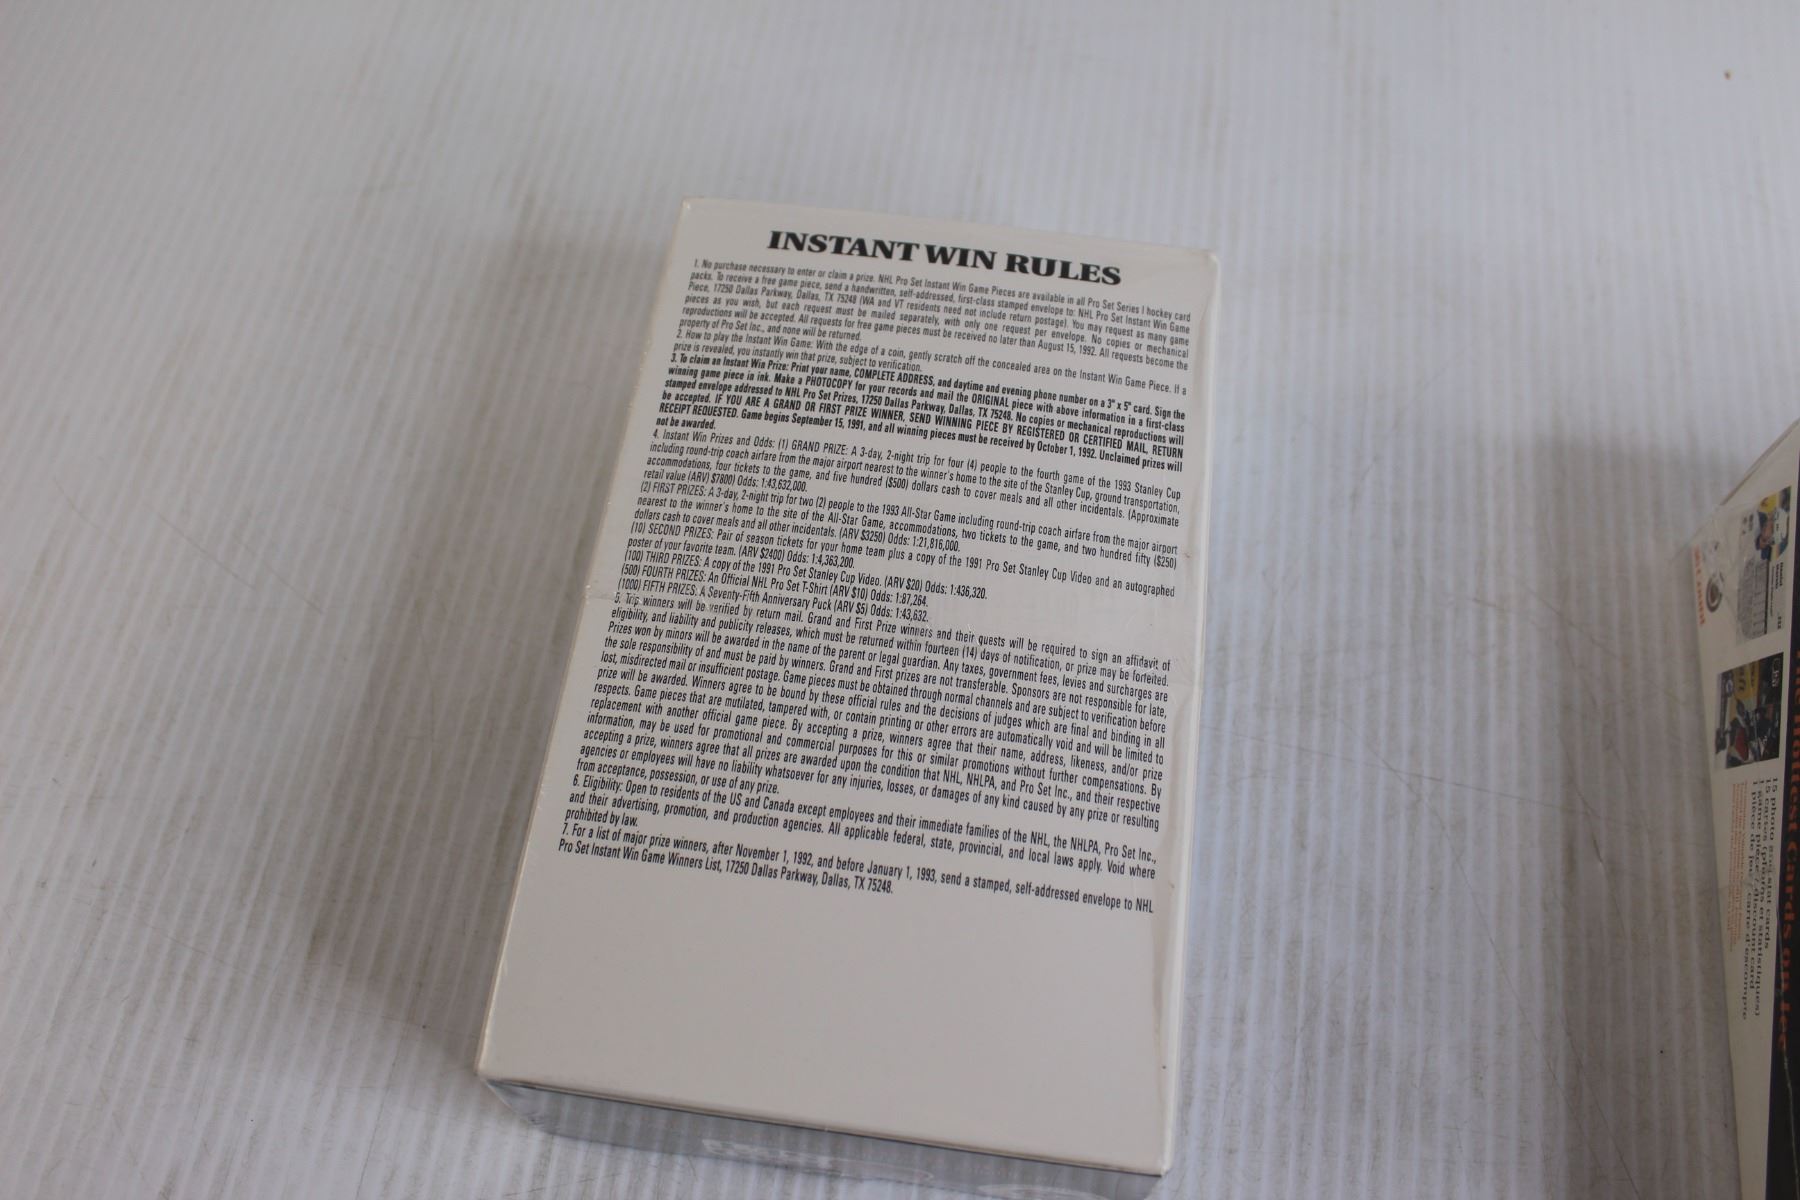 INSTANT WIN RULES
1. No purchase necessary to enter or claim a prize. NHL Pro Set Instant Win Game Pieces are available in all Pro Set Series I hockey card
packs. To receive a free game piece, send a handwritten, self-addressed, first-class stamped envelope to: NHL Pro Set Instant Win Game
Piece, 17250 Dallas Parkway, Dallas, TX 75248 (WA and VT residents need not include return postage). You may request as many game
pieces as you wish, but each request must be mailed separately, with only one request per envelope. No copies or mechanical
reproductions will be accepted. All requests for free game pieces must be received no later than August 15, 1992. All requests become the
property of Pro Set Inc., and none will be returned.
2. How to play the Instant Win Game: With the edge of a coin, gently scratch off the concealed area on the Instant Win Game Piece. If a
prize is revealed, you instantly win that prize, subject to verification.
3. To claim an Instant Win Prize: Print your name, COMPLETE ADDRESS, and daytime and evening phone number on a 3" x 5" card. Sign the
winning game piece in ink. Make a PHOTOCOPY for your records and mail the ORIGINAL piece with above information in a first-class
stamped envelope addressed to NHL Pro Set Prizes, 17250 Dallas Parkway, Dallas, TX 75248. No copies or mechanical reproductions will
be accepted. IF YOU ARE A GRAND OR FIRST PRIZE WINNER, SEND WINNING PIECE BY REGISTERED OR CERTIFIED MAIL, RETURN
RECEIPT REQUESTED. Game begins September 15, 1991, and all winning pieces must be received by October 1, 1992. Unclaimed prizes will
not be awarded.
4. Instant Win Prizes and Odds: (1) GRAND PRIZE: A 3-day, 2-night trip for four (4) people to the fourth game of the 1993 Stanley Cup
including round-trip coach airfare from the major airport nearest to the winner's home to the site of the Stanley Cup, ground transportation,
accommodations, four tickets to the game, and five hundred ($500) dollars cash to cover meals and all other incidentals. (Approximate
retail value (ARV) $7800) Odds: 1:43,632,000.
(2) FIRST PRIZES: A 3-day, 2-night trip for two (2) people to the 1993 All-Star Game including round-trip coach airfare from the major airport
nearest to the winner's home to the site of the All-Star Game, accommodations, two tickets to the game, and two hundred fifty ($250)
dollars cash to cover meals and all other incidentals. (ARV $3250) Odds: 1:21,816,000.
(10) SECOND PRIZES: Pair of season tickets for your home team plus a copy of the 1991 Pro Set Stanley Cup Video and an autographed
poster of your favorite team. (ARV $2400) Odds: 1:4,363,200.
(100) THIRD PRIZES: A copy of the 1991 Pro Set Stanley Cup Video. (ARV $20) Odds: 1:436,320.
(500) FOURTH PRIZES: An Official NHL Pro Set T-Shirt (ARV $10) Odds: 1:87,264.
(1000) FIFTH PRIZES: A Seventy-Fifth Anniversary Puck (ARV $5) Odds: 1:43,632.
5. Trip winners will be verified by return mail. Grand and First Prize winners and their guests will be required to sign an affidavit of
eligibility, and liability and publicity releases, which must be returned within fourteen (14) days of notification, or prize may be forfeited.
Prizes won by minors will be awarded in the name of the parent or legal guardian. Any taxes, government fees, levies and surcharges are
the sole responsibility of and must be paid by winners. Grand and First prizes are not transferable. Sponsors are not responsible for late,
lost, misdirected mail or insufficient postage. Game pieces must be obtained through normal channels and are subject to verification before
prize will be awarded. Winners agree to be bound by these official rules and the decisions of judges which are final and binding in all
respects. Game pieces that are mutilated, tampered with, or contain printing or other errors are automatically void and will be limited to
replacement with another official game piece. By accepting a prize, winners agree that their name, address, likeness, and/or prize
information, may be used for promotional and commercial purposes for this or similar promotions without further compensations. By
accepting a prize, winners agree that all prizes are awarded upon the condition that NHL, NHLPA, and Pro Set Inc., and their respective
agencies or employees will have no liability whatsoever for any injuries, losses, or damages of any kind caused by any prize or resulting
from acceptance, possession, or use of any prize.
6. Eligibility: Open to residents of the US and Canada except employees and their immediate families of the NHL, the NHLPA, Pro Set Inc.,
and their advertising, promotion, and production agencies. All applicable federal, state, provincial, and local laws apply. Void where
prohibited by law.
7. For a list of major prize winners, after November 1, 1992, and before January 1, 1993, send a stamped, self-addressed envelope to NHL
Pro Set Instant Win Game Winners List, 17250 Dallas Parkway, Dallas, TX 75248.
Hottest Cards on Ice
15 photo and stat cards
15 cartes (photos et statistiques)
1 game piece / discount card
1 pièce de jeu / carte d'escompte